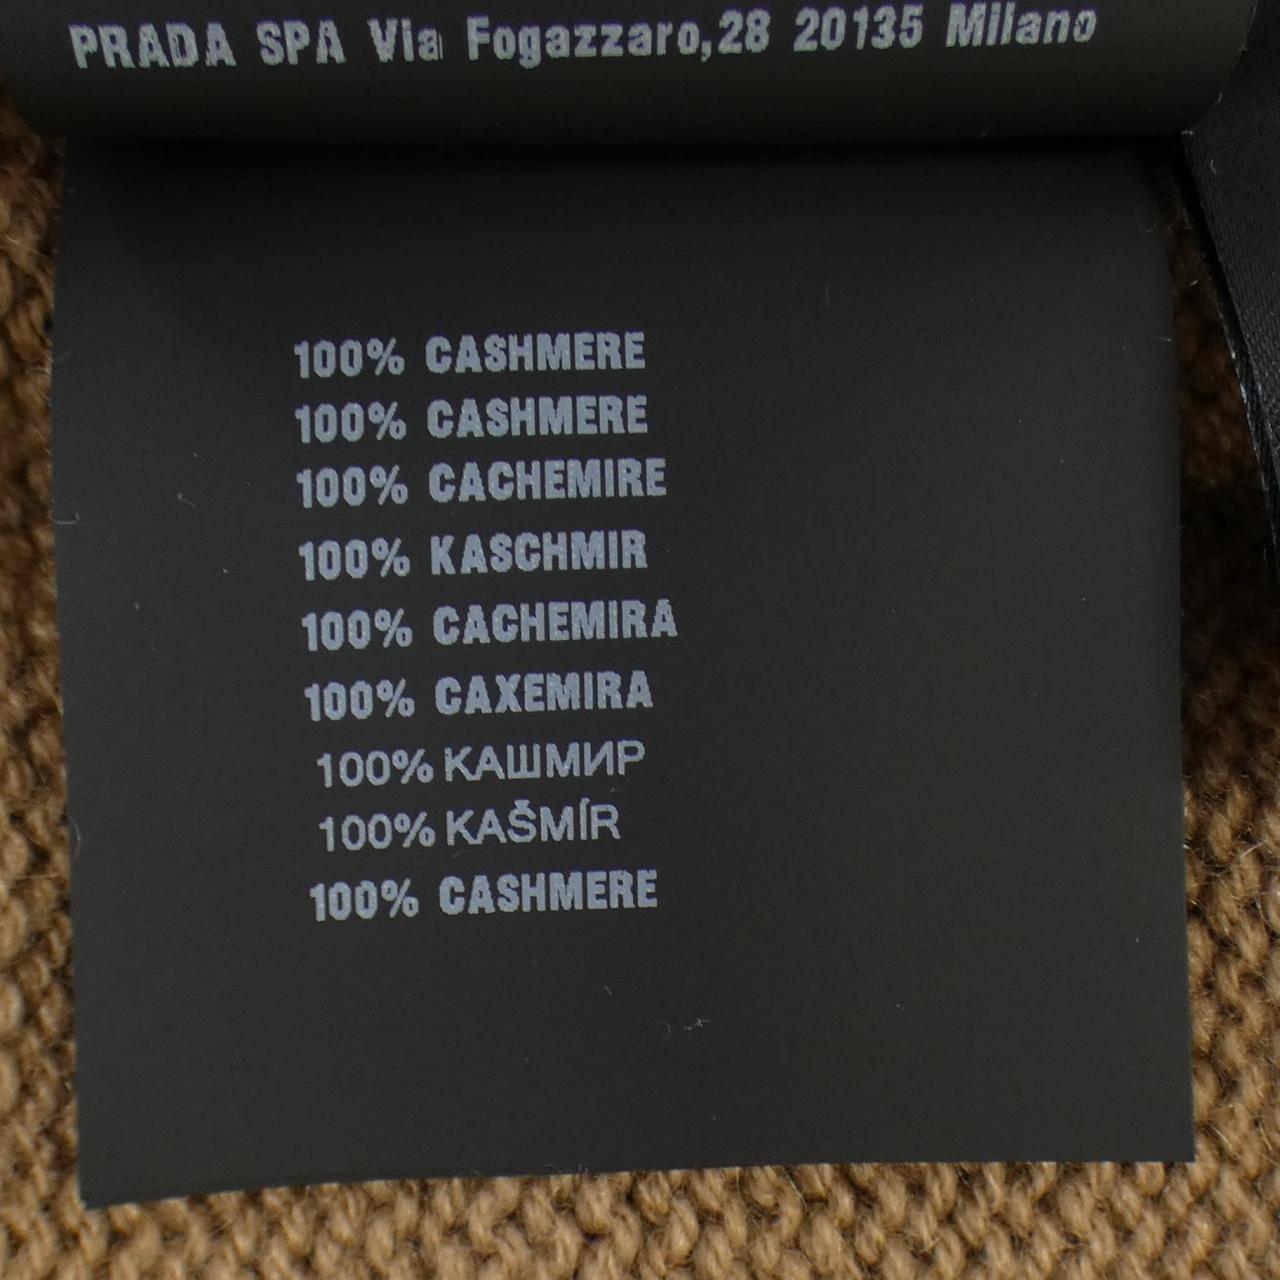 PRADA SPA Via Fogazzaro,28 20135 Milano
100% CASHMERE
100% CASHMERE
100% CACHEMIRE
100% KASCHMIR
100% CACHEMIRA
100% CAXEMIRA
100% КАШМИР
100% KAŠMÍR
100% CASHMERE